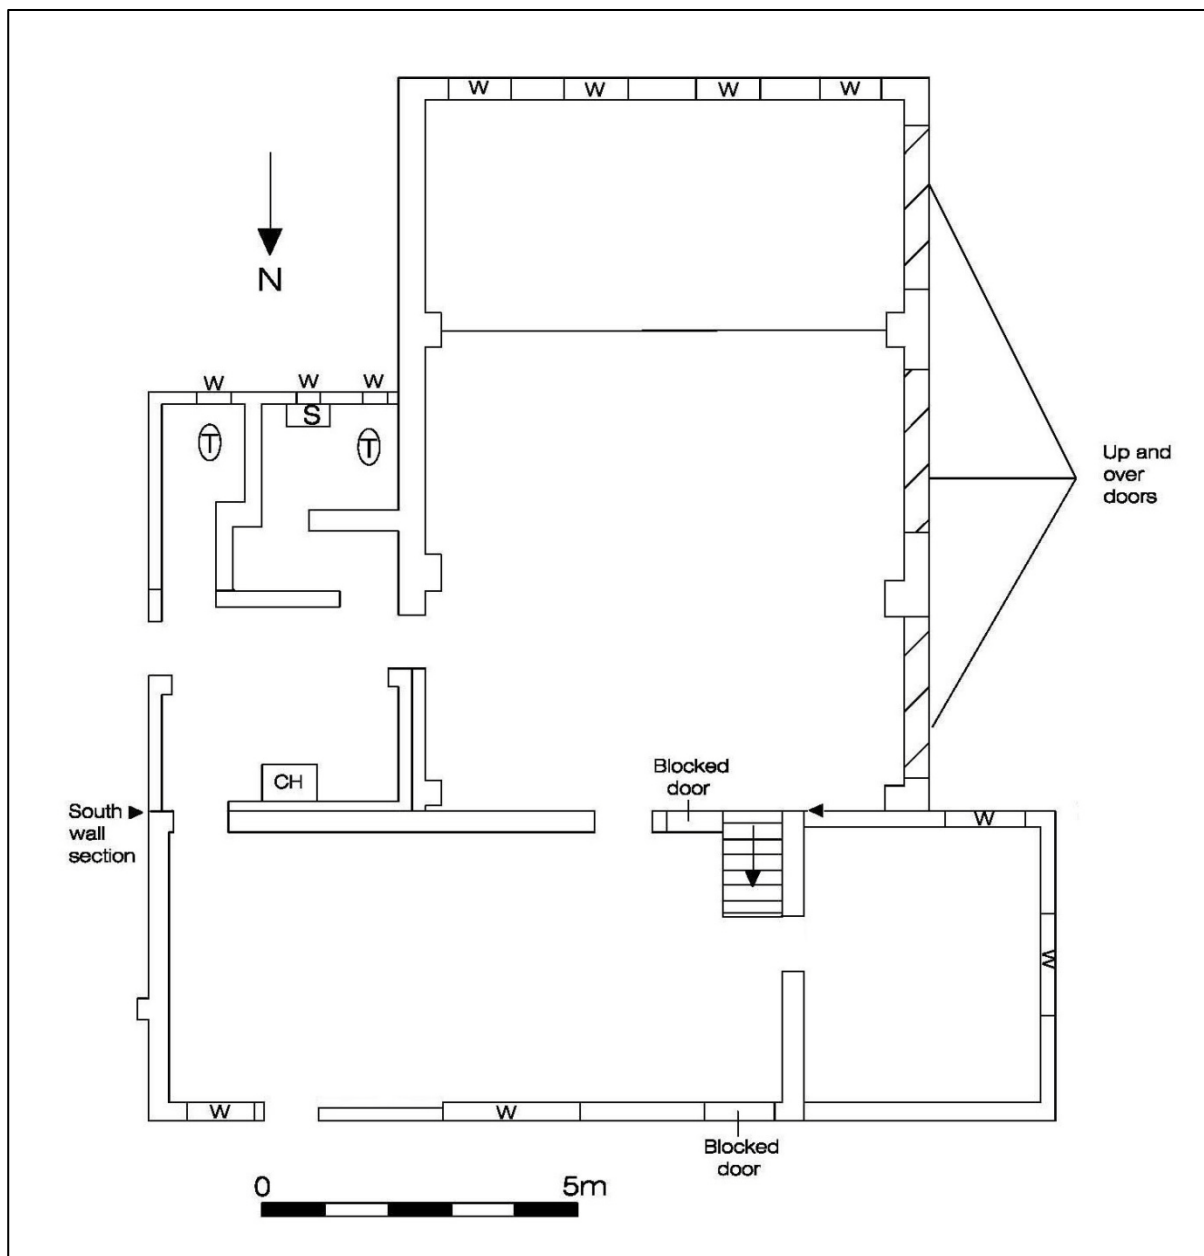 W W W W
N
W W W
S
T T
Up and
over
doors
Blocked
door
CH
South
wall
section
W
W
W W
Blocked
door
0 5m